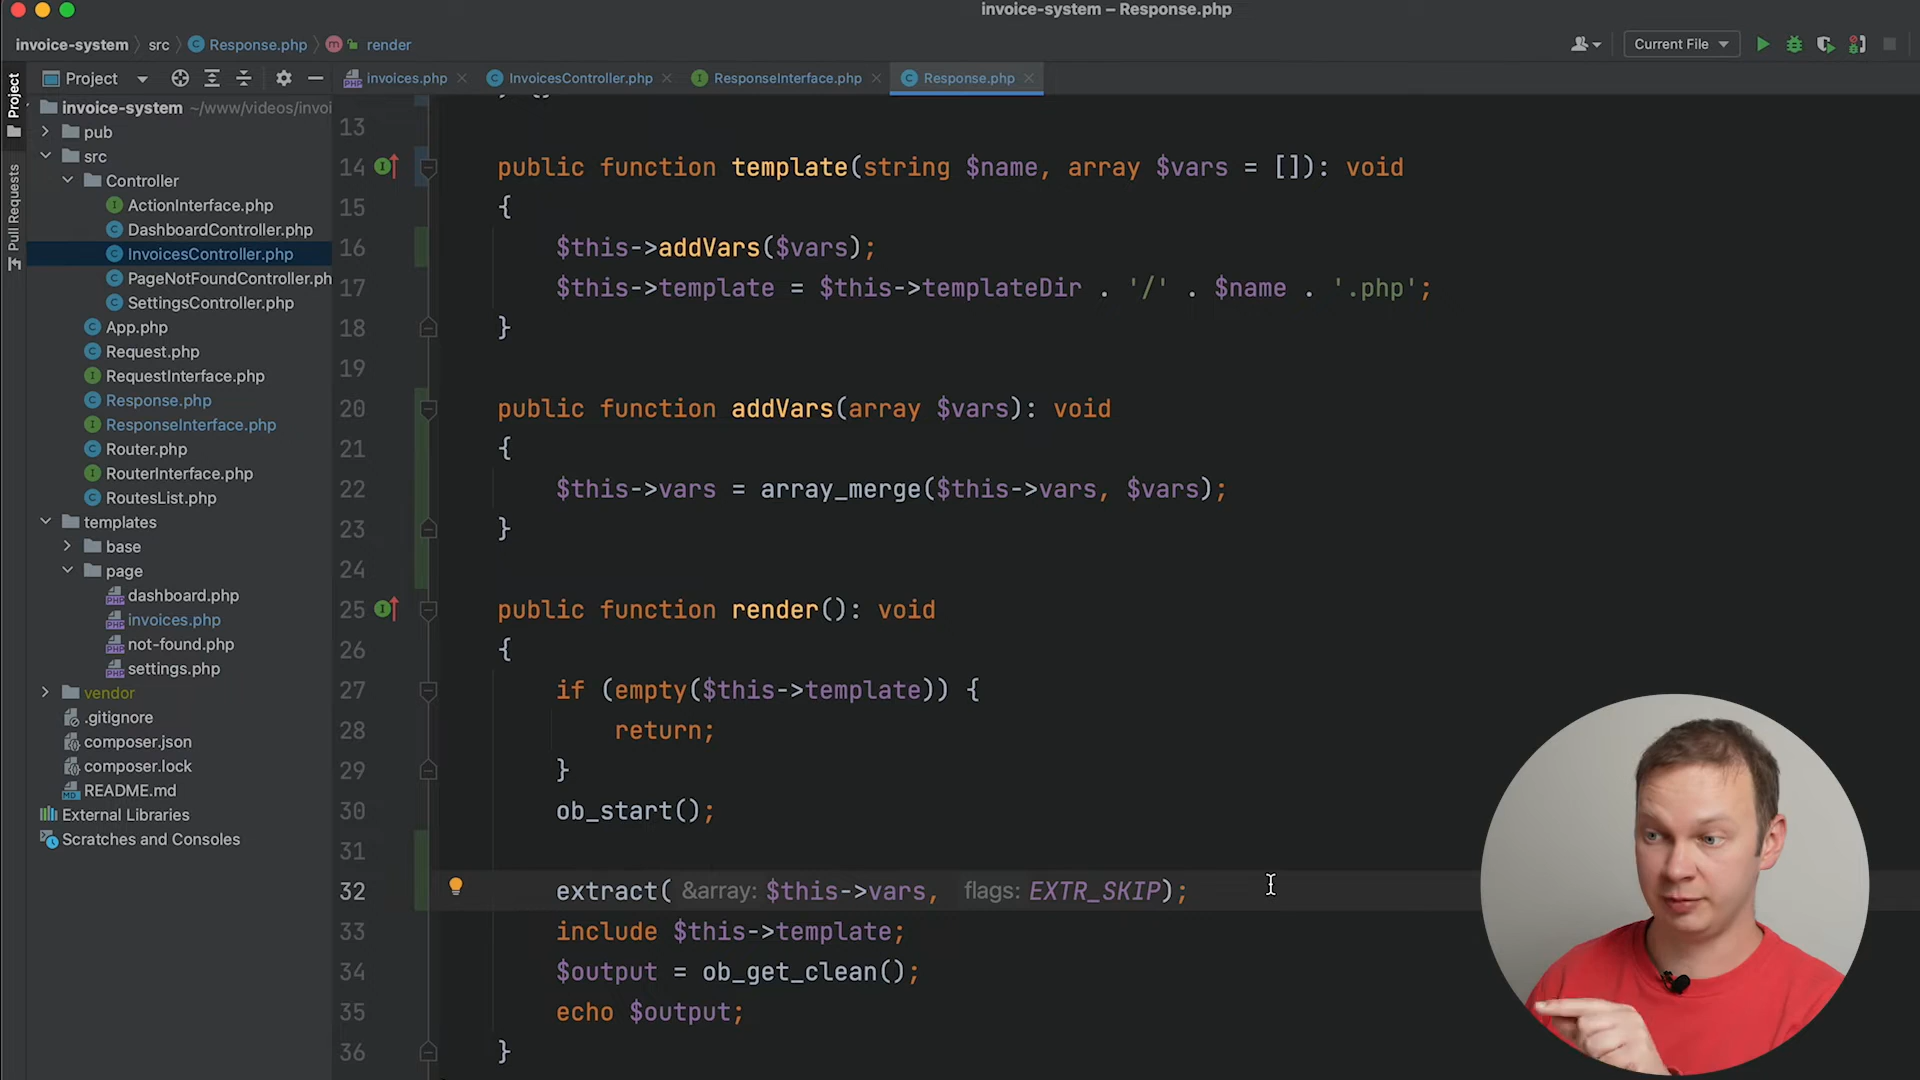 invoice-system – Response.php
invoice-system src Response.php m render
Current File
Project
invoices.php InvoicesController.php ResponseInterface.php Response.php
Project
Pull Requests
invoice-system ~/www/videos/invoi
pub
src
Controller
ActionInterface.php
DashboardController.php
InvoicesController.php
PageNotFoundController.ph
SettingsController.php
App.php
Request.php
RequestInterface.php
Response.php
ResponseInterface.php
Router.php
RouterInterface.php
RoutesList.php
templates
base
page
dashboard.php
invoices.php
not-found.php
settings.php
vendor
.gitignore
composer.json
composer.lock
README.md
External Libraries
Scratches and Consoles
13
14 public function template(string $name, array $vars = []): void
15 {
16 $this->addVars($vars);
17 $this->template = $this->templateDir . '/' . $name . '.php';
18 }
19
20 public function addVars(array $vars): void
21 {
22 $this->vars = array_merge($this->vars, $vars);
23 }
24
25 public function render(): void
26 {
27 if (empty($this->template)) {
28 return;
29 }
30 ob_start();
31
32 extract( &array: $this->vars, flags: EXTR_SKIP);
33 include $this->template;
34 $output = ob_get_clean();
35 echo $output;
36 }